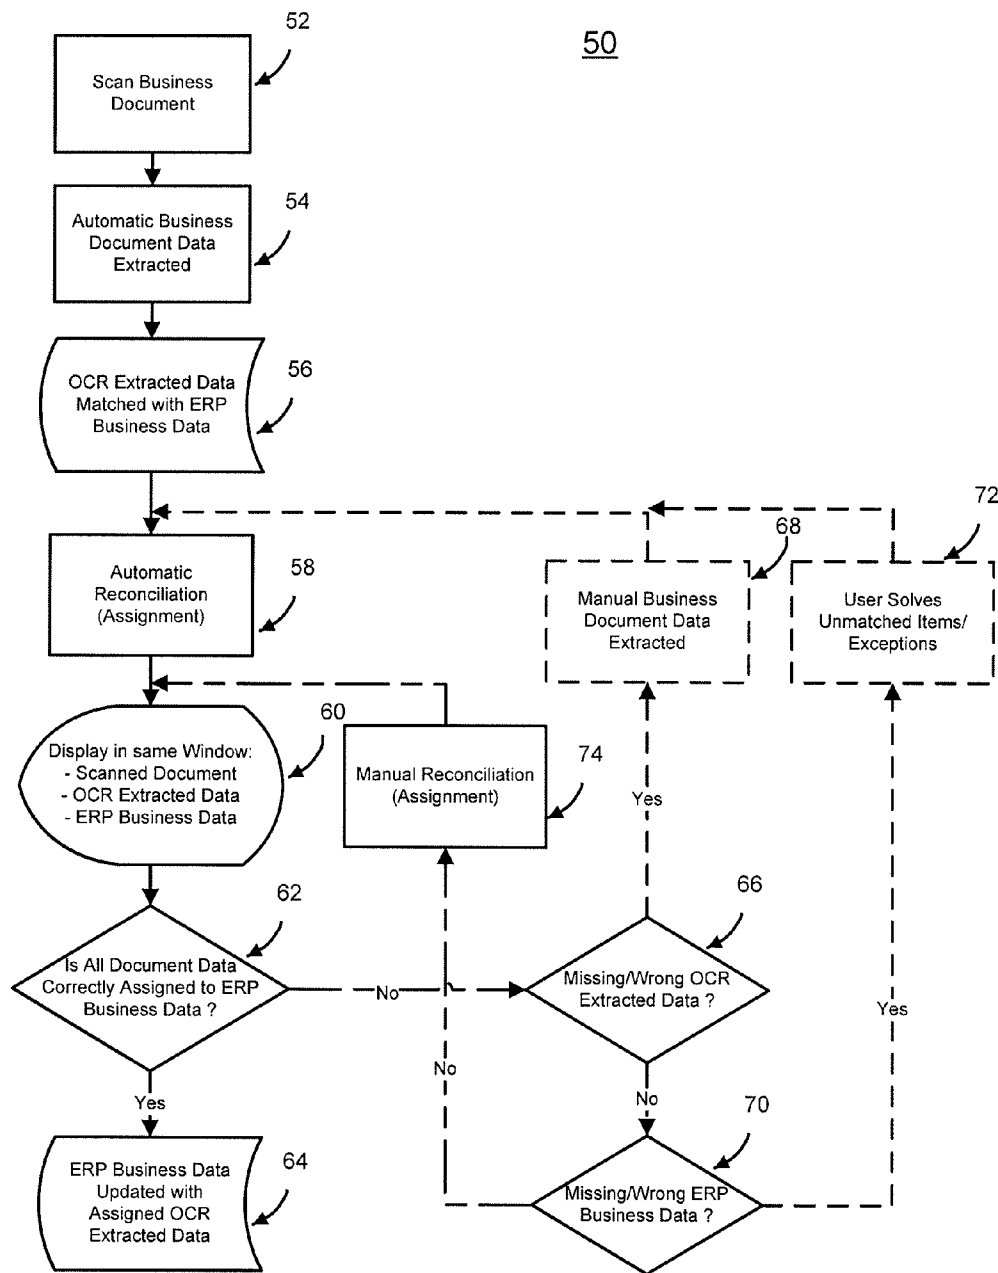 50
52
Scan Business
Document
54
Automatic Business
Document Data
Extracted
56
OCR Extracted Data
Matched with ERP
Business Data
58
Automatic
Reconciliation
(Assignment)
68
Manual Business
Document Data
Extracted
72
User Solves
Unmatched Items/
Exceptions
60
Display in same Window:
- Scanned Document
- OCR Extracted Data
- ERP Business Data
74
Manual Reconciliation
(Assignment)
62
Is All Document Data
Correctly Assigned to ERP
Business Data ?
No
66
Missing/Wrong OCR
Extracted Data ?
Yes
Yes
No
No
Yes
64
ERP Business Data
Updated with
Assigned OCR
Extracted Data
70
Missing/Wrong ERP
Business Data ?